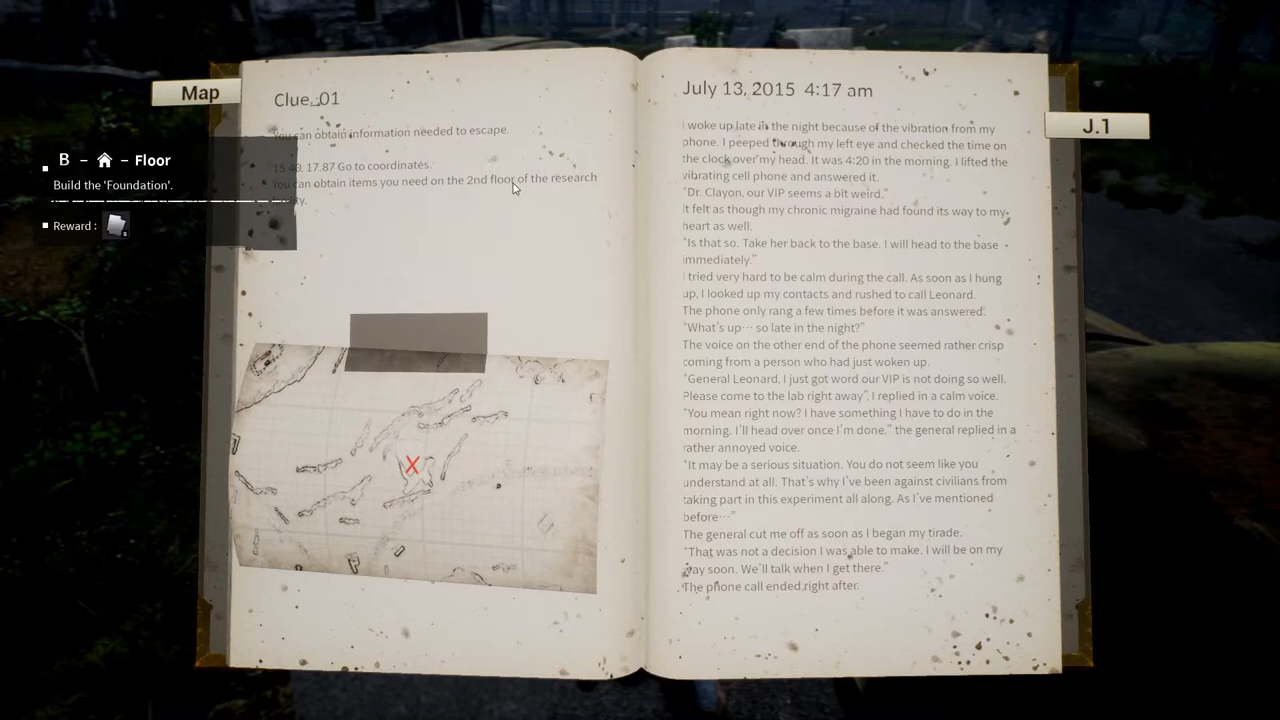 Map
Clue_01
You can obtain information needed to escape.
17.87 Go to coordinates.
You can obtain items you need on the 2nd floor of the research
B - - Floor
Build the 'Foundation'.
Reward :
July 13, 2015 4:17 am
J.1
I woke up late in the night because of the vibration from my
phone. I peeped through my left eye and checked the time on
the clock over my head. It was 4:20 in the morning. I lifted the
vibrating cell phone and answered it.
"Dr. Clayon, our VIP seems a bit weird."
It felt as though my chronic migraine had found its way to my
heart as well.
"Is that so. Take her back to the base. I will head to the base
immediately."
I tried very hard to be calm during the call. As soon as I hung
up, I looked up my contacts and rushed to call Leonard.
The phone only rang a few times before it was answered.
"What's up… so late in the night?"
The voice on the other end of the phone seemed rather crisp
coming from a person who had just woken up.
"General Leonard, I just got word our VIP is not doing so well.
Please come to the lab right away", I replied in a calm voice.
"You mean right now? I have something I have to do in the
morning. I'll head over once I'm done." the general replied in a
rather annoyed voice.
"It may be a serious situation. You do not seem like you
understand at all. That's why I've been against civilians from
taking part in this experiment all along. As I've mentioned
before…"
The general cut me off as soon as I began my tirade.
"That was not a decision I was able to make. I will be on my
way soon. We'll talk when I get there."
The phone call ended right after.